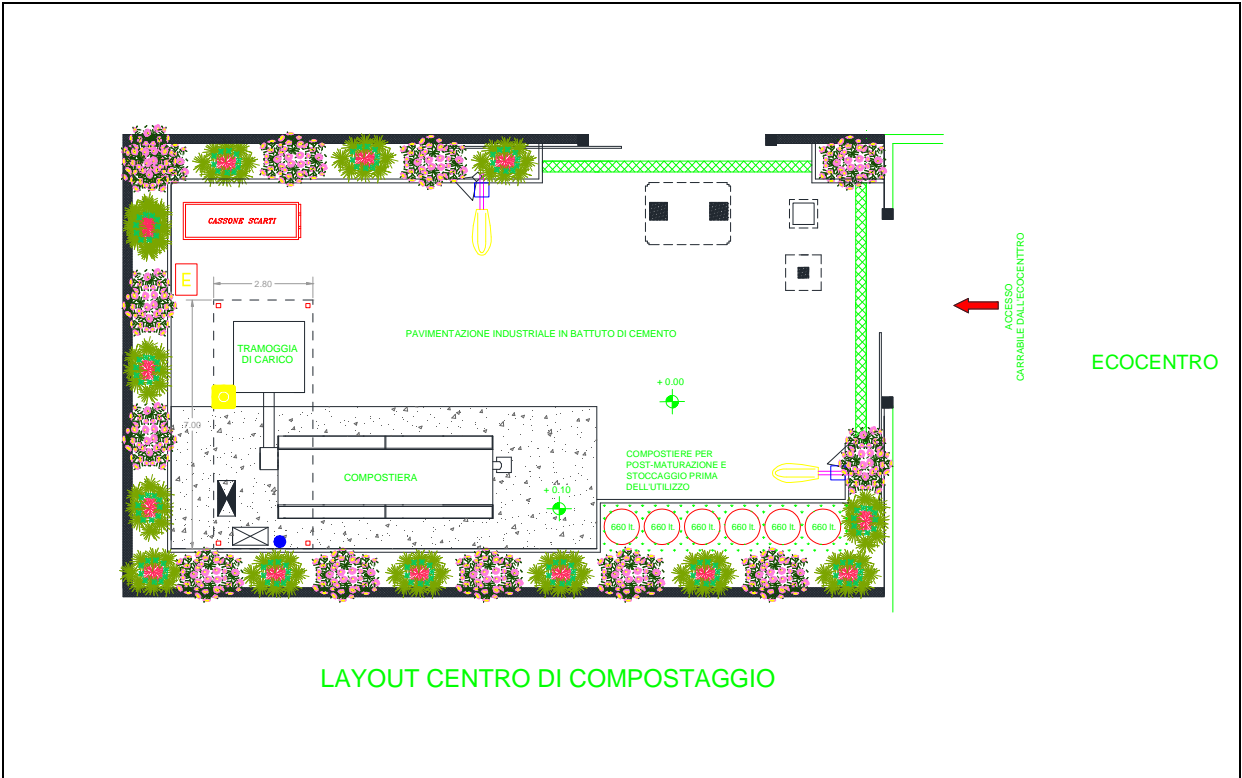 CASSONE SCARTI
E
2.80
TRAMOGGIA
DI CARICO
7.00
PAVIMENTAZIONE INDUSTRIALE IN BATTUTO DI CEMENTO
+ 0.00
ACCESSO
CARRABILE DALL'ECOCENTTRO
ECOCENTRO
COMPOSTIERA
+ 0.10
COMPOSTIERE PER
POST-MATURAZIONE E
STOCCAGGIO PRIMA
DELL'UTILIZZO
660 lt. 660 lt. 660 lt. 660 lt. 660 lt. 660 lt.
LAYOUT CENTRO DI COMPOSTAGGIO